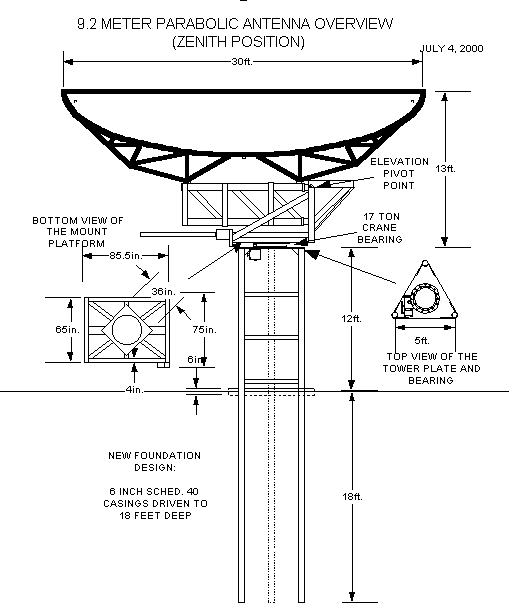 9.2 METER PARABOLIC ANTENNA OVERVIEW
(ZENITH POSITION)
JULY 4, 2000
30ft.
ELEVATION
PIVOT
POINT
13ft.
BOTTOM VIEW OF
THE MOUNT
PLATFORM
17 TON
CRANE
BEARING
85.5in.
36in.
65in.
75in.
12ft.
5ft.
6in.
4in.
TOP VIEW OF THE
TOWER PLATE AND
BEARING
NEW FOUNDATION
DESIGN:
6 INCH SCHED. 40
CASINGS DRIVEN TO
18 FEET DEEP
18ft.